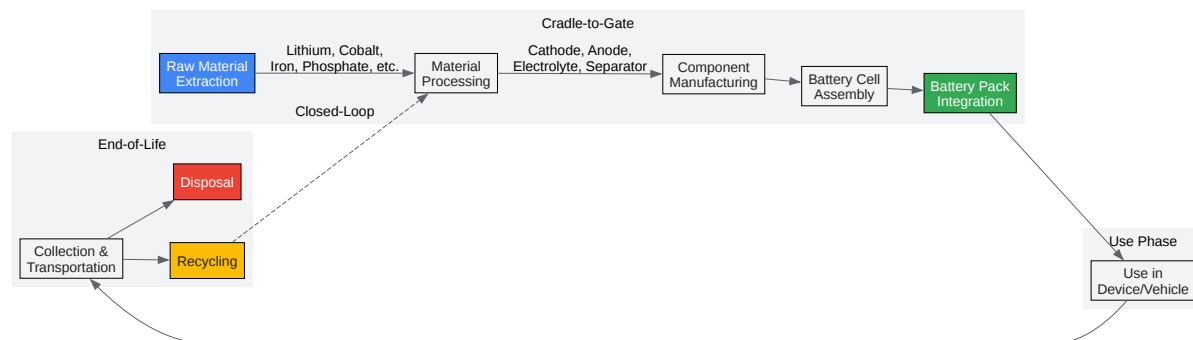 Cradle-to-Gate
Raw Material
Extraction
Lithium, Cobalt,
Iron, Phosphate, etc.
Material
Processing
Cathode, Anode,
Electrolyte, Separator
Component
Manufacturing
Battery Cell
Assembly
Battery Pack
Integration
Closed-Loop
End-of-Life
Disposal
Collection &
Transportation
Recycling
Use Phase
Use in
Device/Vehicle